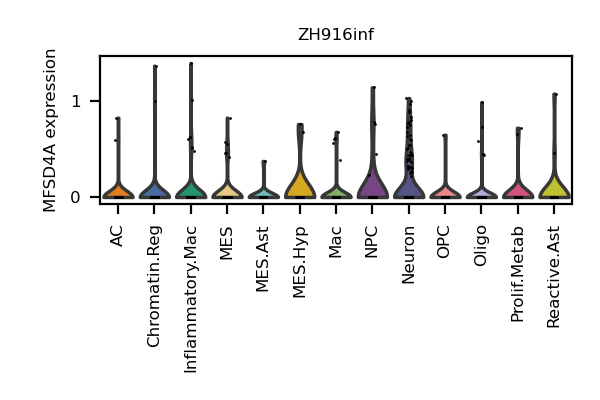 ZH916inf
MFSD4A expression
1
0
AC
Chromatin.Reg
Inflammatory.Mac
MES
MES.Ast
MES.Hyp
Mac
NPC
Neuron
OPC
Oligo
Prolif.Metab
Reactive.Ast